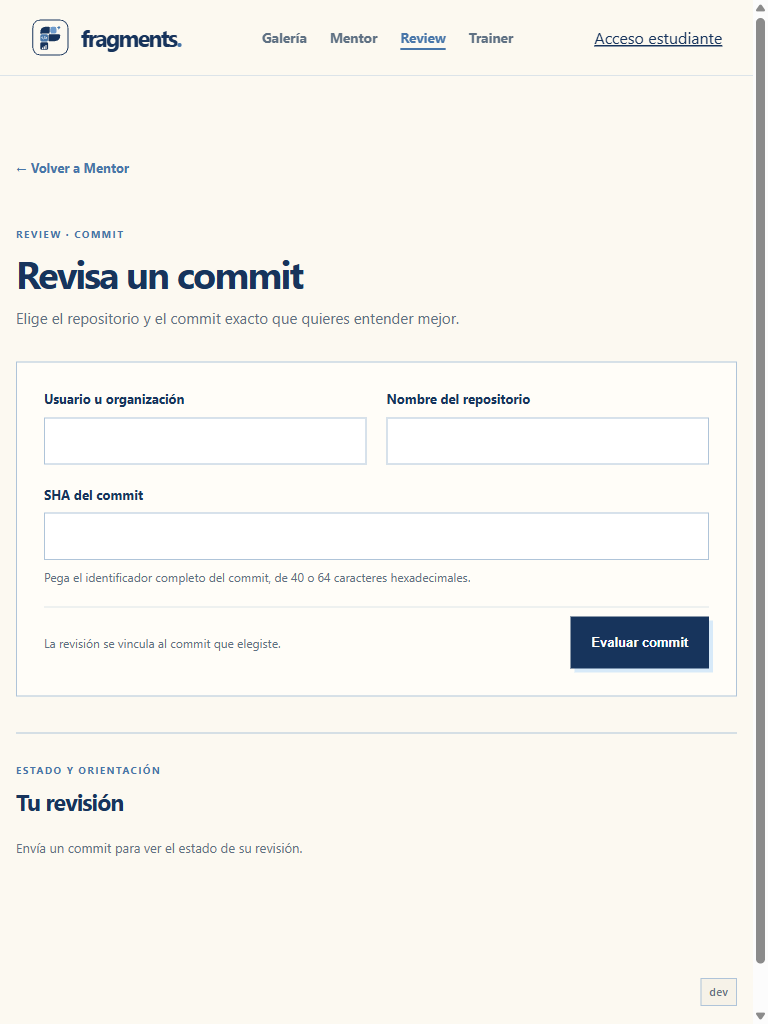 fragments.
Galería Mentor Review Trainer
Acceso estudiante
← Volver a Mentor
REVIEW · COMMIT
Revisa un commit
Elige el repositorio y el commit exacto que quieres entender mejor.
Usuario u organización
Nombre del repositorio
SHA del commit
Pega el identificador completo del commit, de 40 o 64 caracteres hexadecimales.
La revisión se vincula al commit que elegiste.
Evaluar commit
ESTADO Y ORIENTACIÓN
Tu revisión
Envía un commit para ver el estado de su revisión.
dev